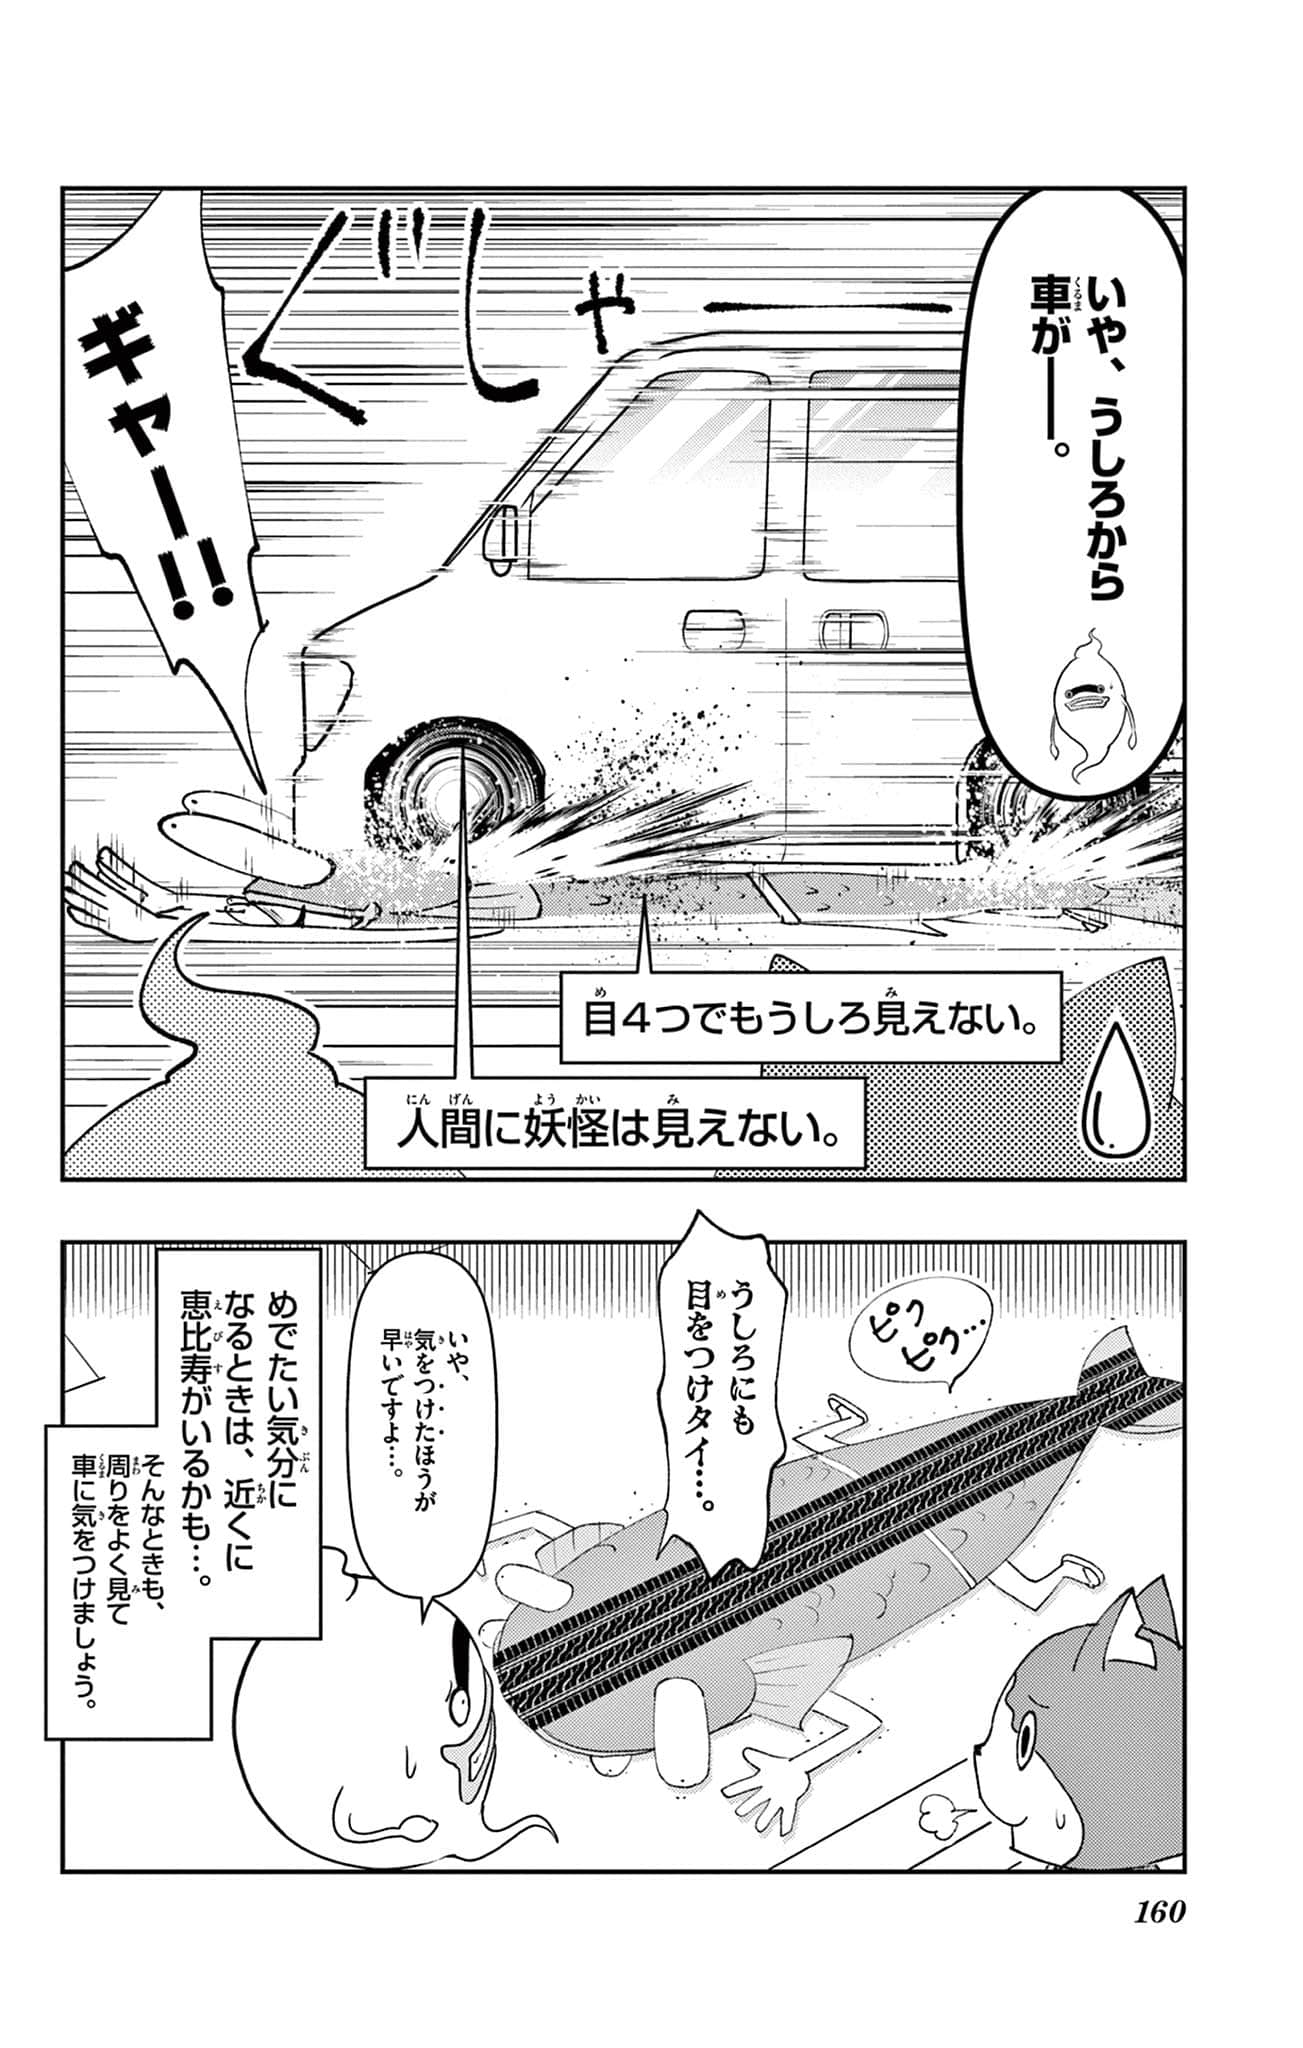 いや、うしろから
車が――。
ぐしゃー
ギャー!!
目4つでもうしろ見えない。
人間に妖怪は見えない。
ピク
ピク…
うしろにも
目をつけタイ…。
いや、
気をつけたほうが
早いですよ…。
めでたい気分に
なるときは、近くに
恵比寿がいるかも…。
そんなときも、
周りをよく見て
車に気をつけましょう。
160